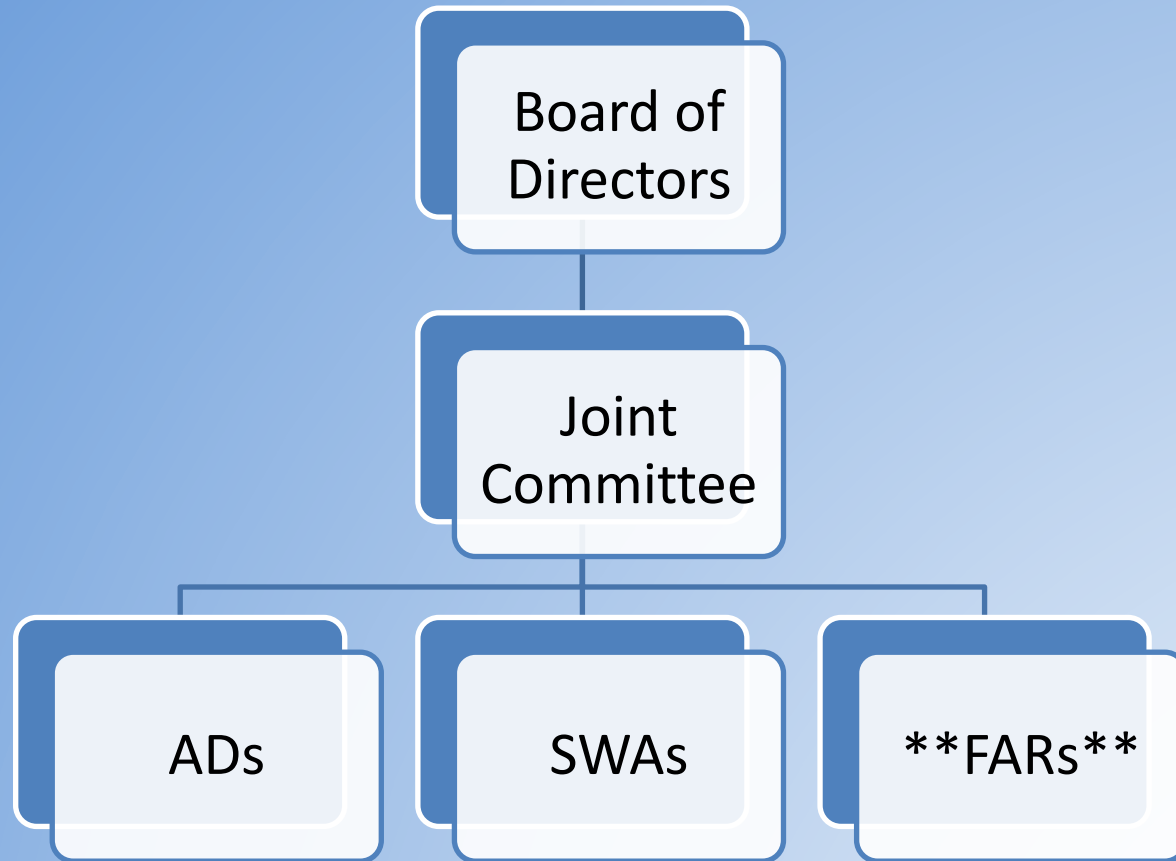 Board of
Directors
Joint
Committee
ADs
SWAs
**FARs**